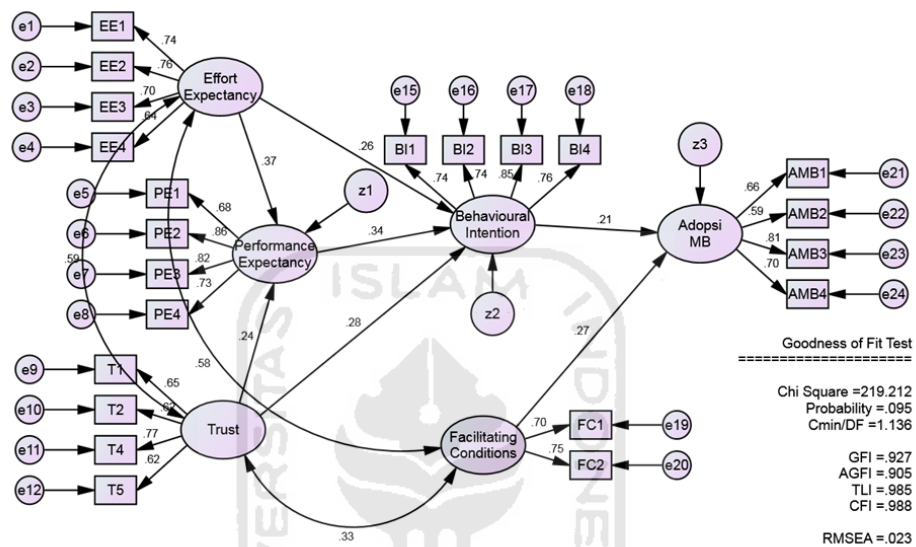 e1
EE1
.74
e2
EE2
.76
Effort
Expectancy
e3
EE3
.70
e4
EE4
.64
e5
PE1
.68
e6
PE2
.86
Performance
Expectancy
e7
PE3
.82
e8
PE4
.73
z1
.37
.26
.34
.59
.24
.28
.58
e9
T1
.65
e10
T2
Trust
e11
T4
.77
e12
T5
.62
.33
e15
e16
e17
e18
BI1
BI2
BI3
BI4
.74
.74
.85
.76
Behavioural
Intention
z2
.21
.27
z3
Adopsi
MB
.66
AMB1
e21
.59
AMB2
e22
.81
AMB3
e23
.70
AMB4
e24
Facilitating
Conditions
.70
FC1
e19
.75
FC2
e20
Goodness of Fit Test
======================
Chi Square =219.212
Probability =.095
Cmin/DF =1.136
GFI =.927
AGFI =.905
TLI =.985
CFI =.988
RMSEA =.023
ISLAM